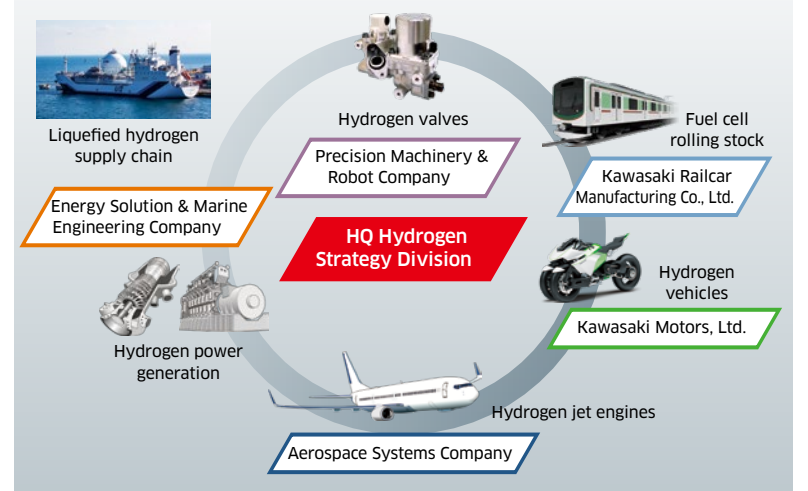 Liquefied hydrogen
supply chain
Energy Solution & Marine
Engineering Company
Hydrogen power
generation
Hydrogen valves
Precision Machinery &
Robot Company
HQ Hydrogen
Strategy Division
Fuel cell
rolling stock
Kawasaki Railcar
Manufacturing Co., Ltd.
Hydrogen
vehicles
Kawasaki Motors, Ltd.
Hydrogen jet engines
Aerospace Systems Company